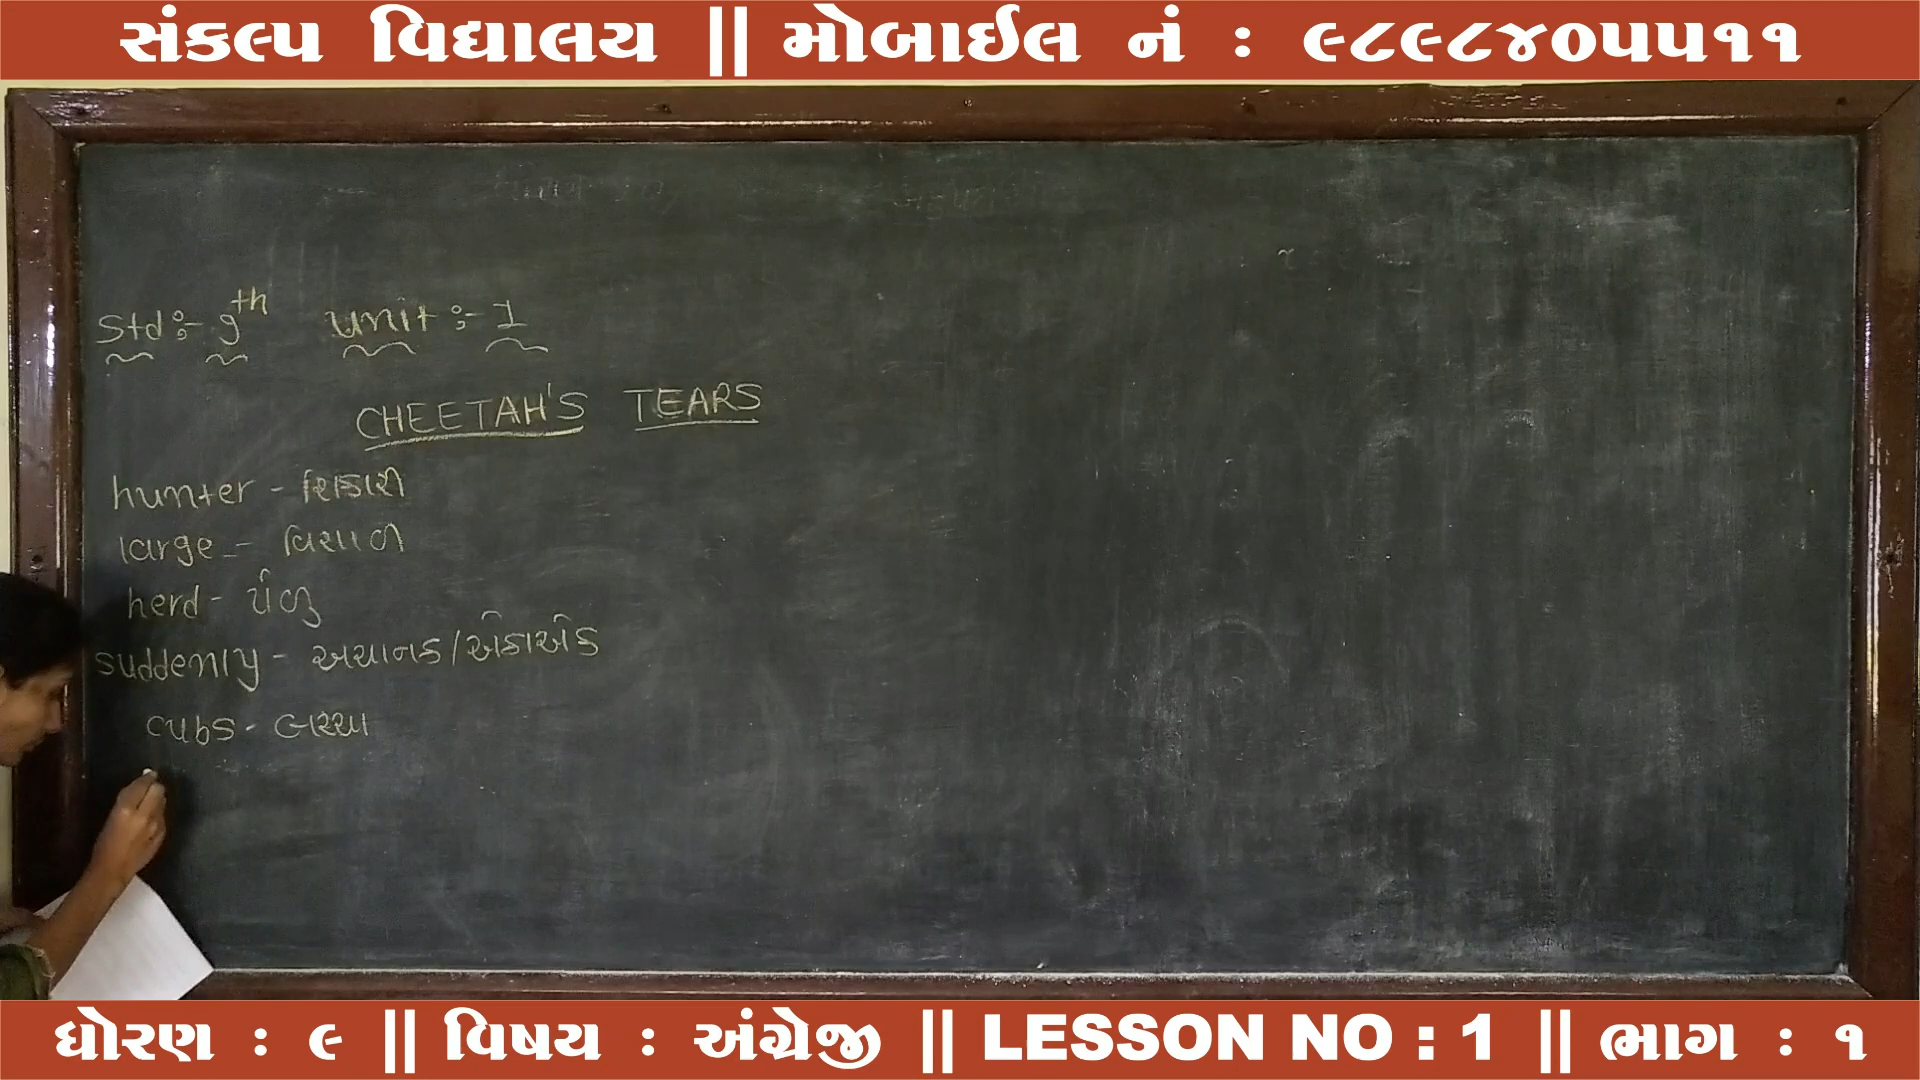 સંકલ્પ વિદ્યાલય || મોબાઈલ નં : ૯૮૯૮૪૦૫૫૧૧
Std :- 9th unit :- 1
CHEETAH'S TEARS
hunter - શિકારી
large - વિશાળ
herd - ટોળુ
suddenly - અચાનક/એકાએક
cubs - બચ્ચા
ધોરણ : ૯ || વિષય : અંગ્રેજી || LESSON NO : 1 || ભાગ : ૧